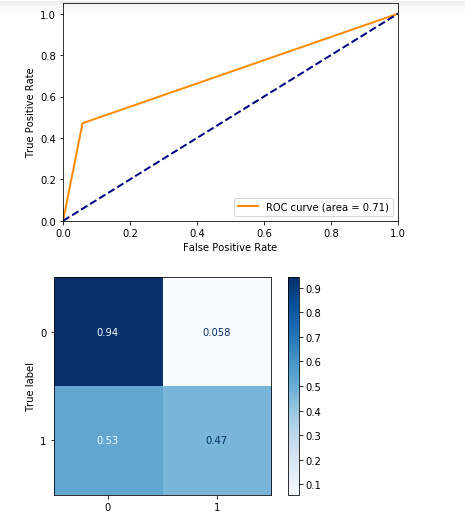 1.0
0.8
0.6
0.4
0.2
0.0
True Positive Rate
ROC curve (area = 0.71)
0.0 0.2 0.4 0.6 0.8 1.0
False Positive Rate
0 0.94 0.058
1 0.53 0.47
True label
0 1
0.9
0.8
0.7
0.6
0.5
0.4
0.3
0.2
0.1